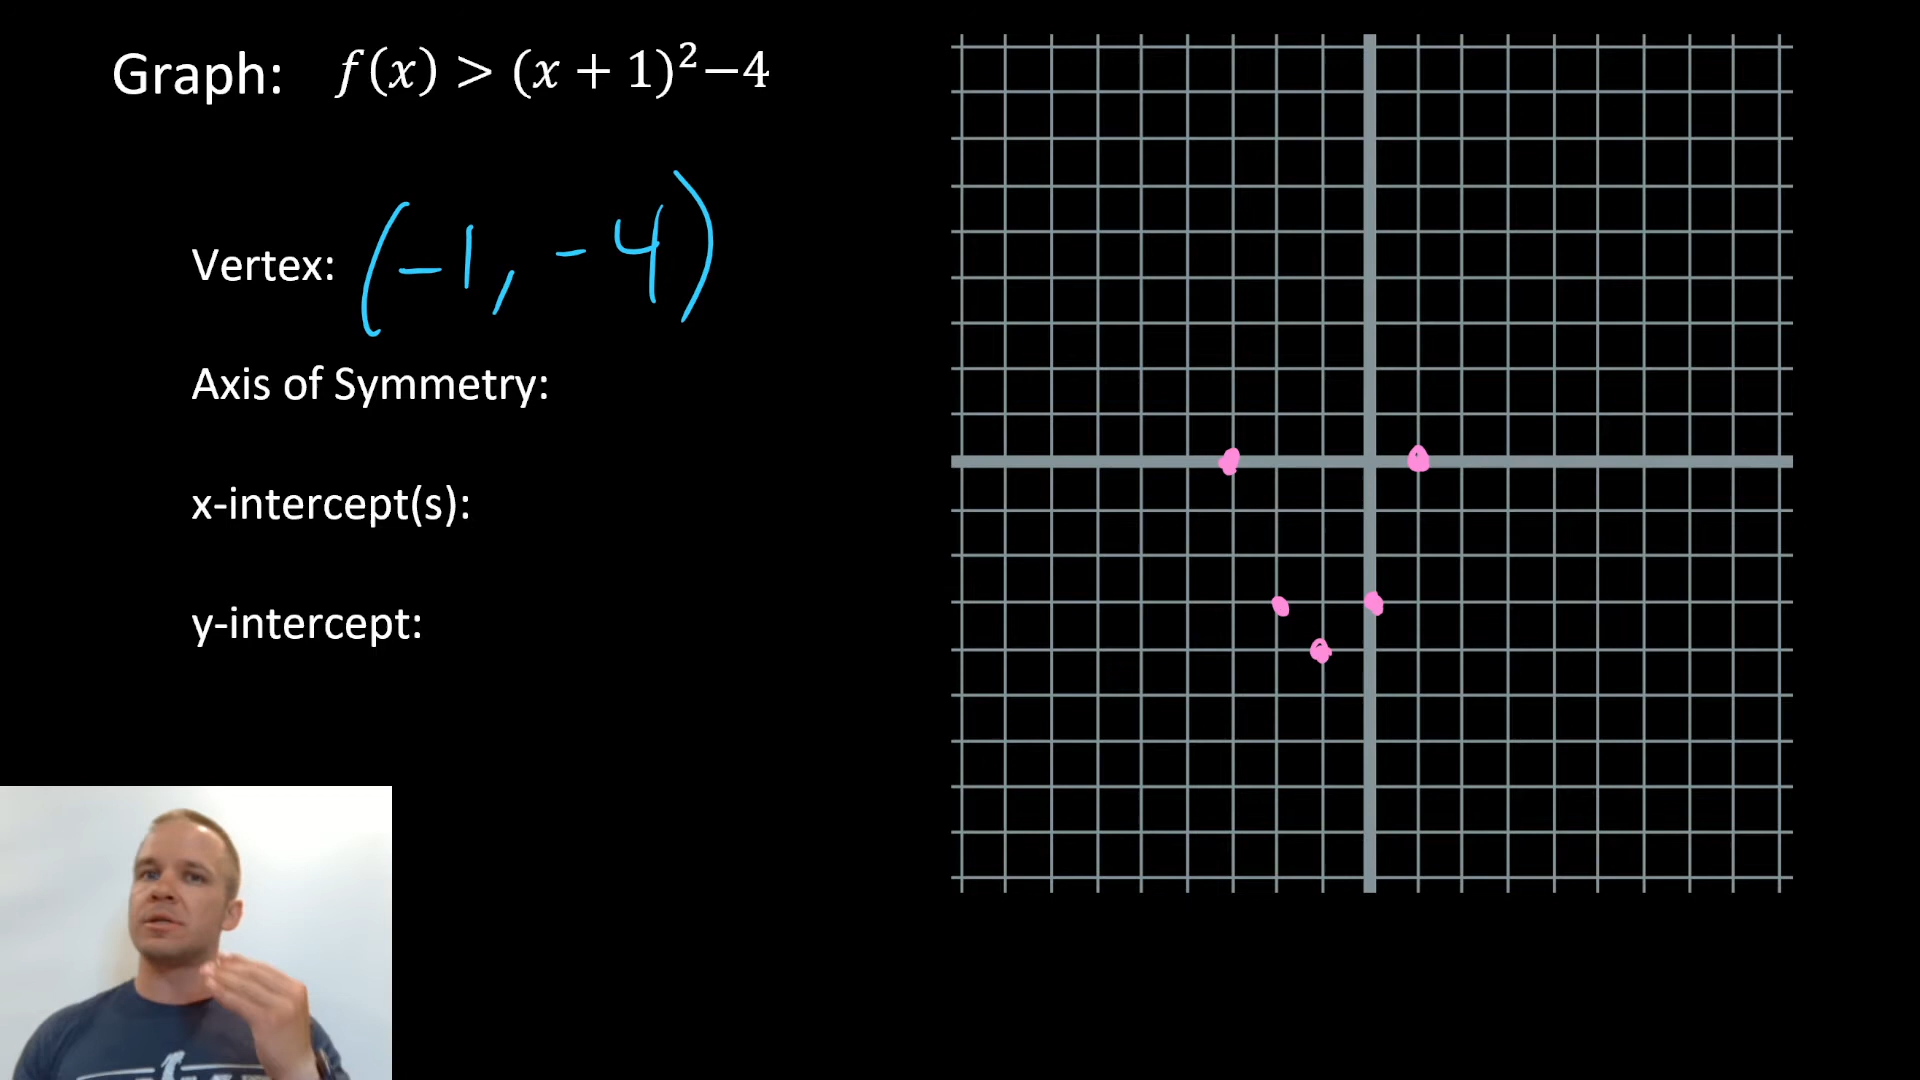 Graph: f(x) > (x + 1)²−4
Vertex: (-1, -4)
Axis of Symmetry:
x-intercept(s):
y-intercept: